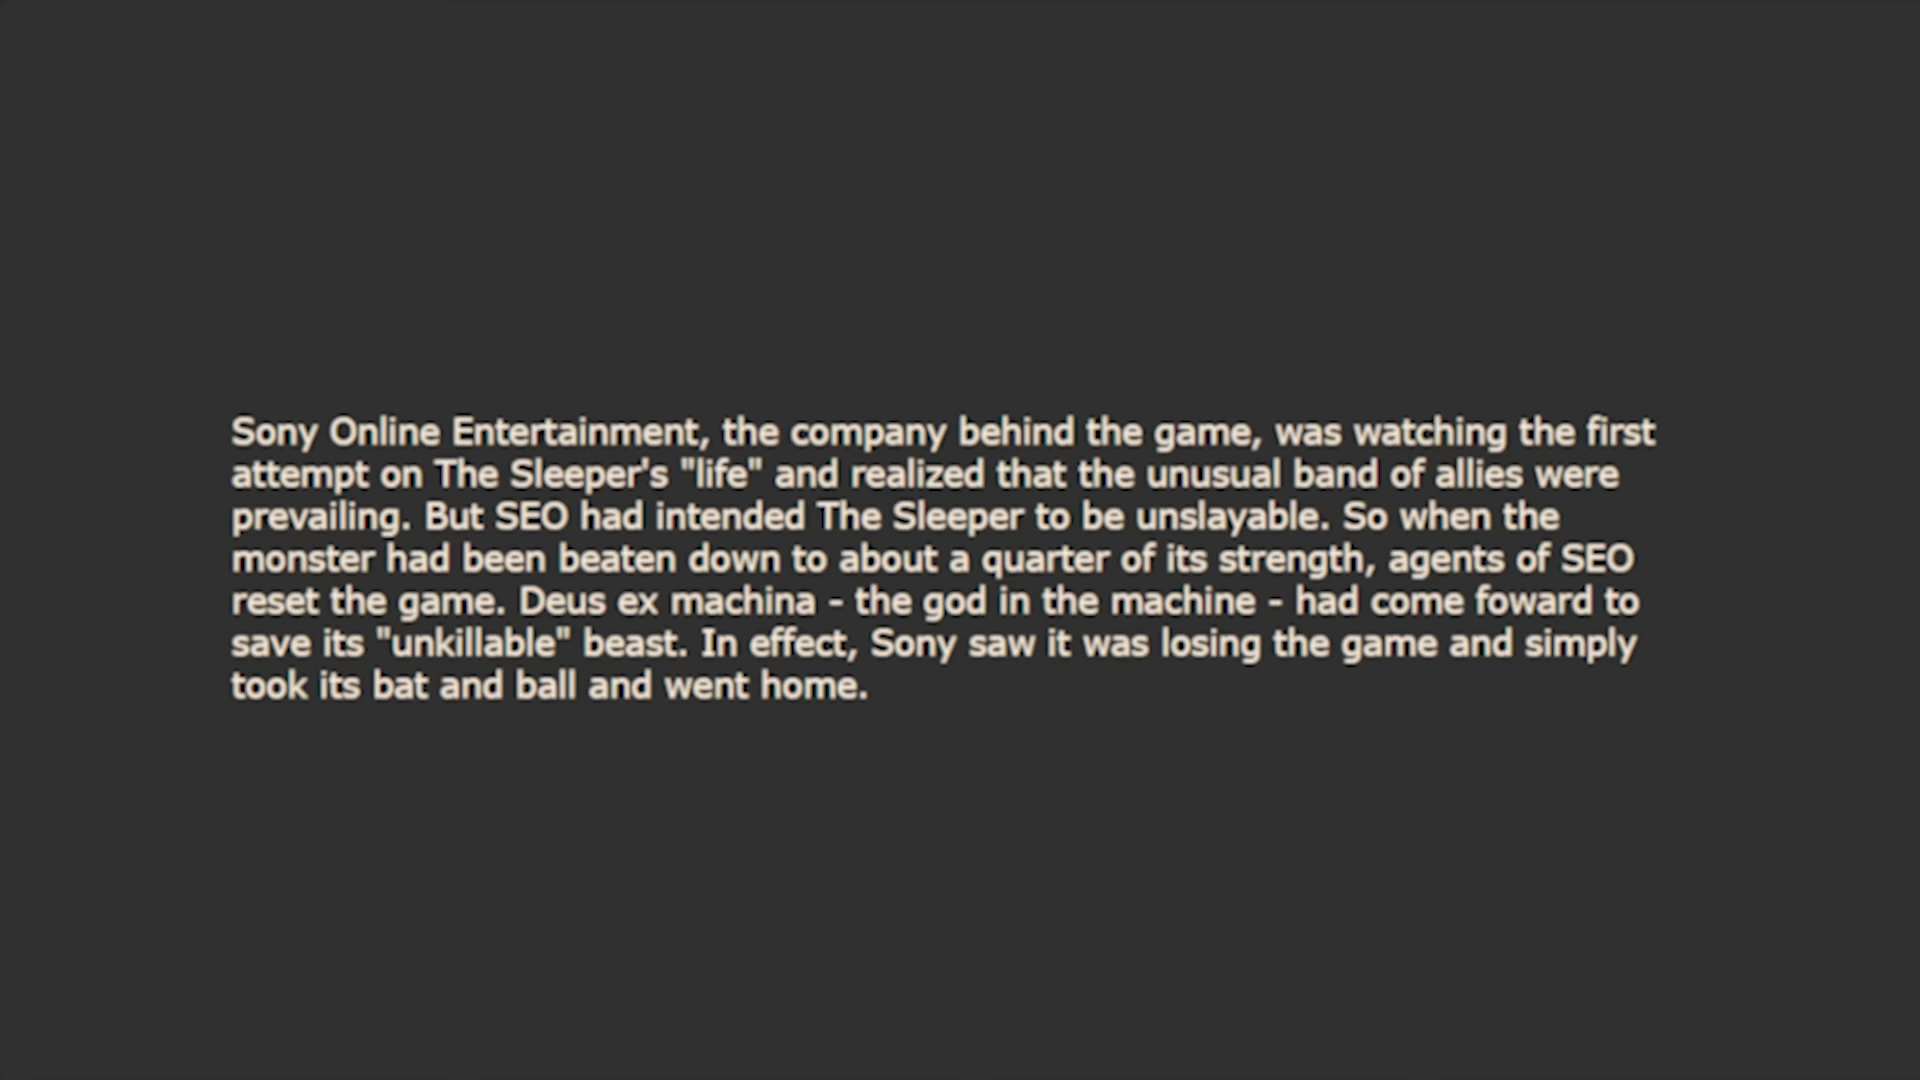 Sony Online Entertainment, the company behind the game, was watching the first
attempt on The Sleeper's "life" and realized that the unusual band of allies were
prevailing. But SEO had intended The Sleeper to be unslayable. So when the
monster had been beaten down to about a quarter of its strength, agents of SEO
reset the game. Deus ex machina - the god in the machine - had come foward to
save its "unkillable" beast. In effect, Sony saw it was losing the game and simply
took its bat and ball and went home.